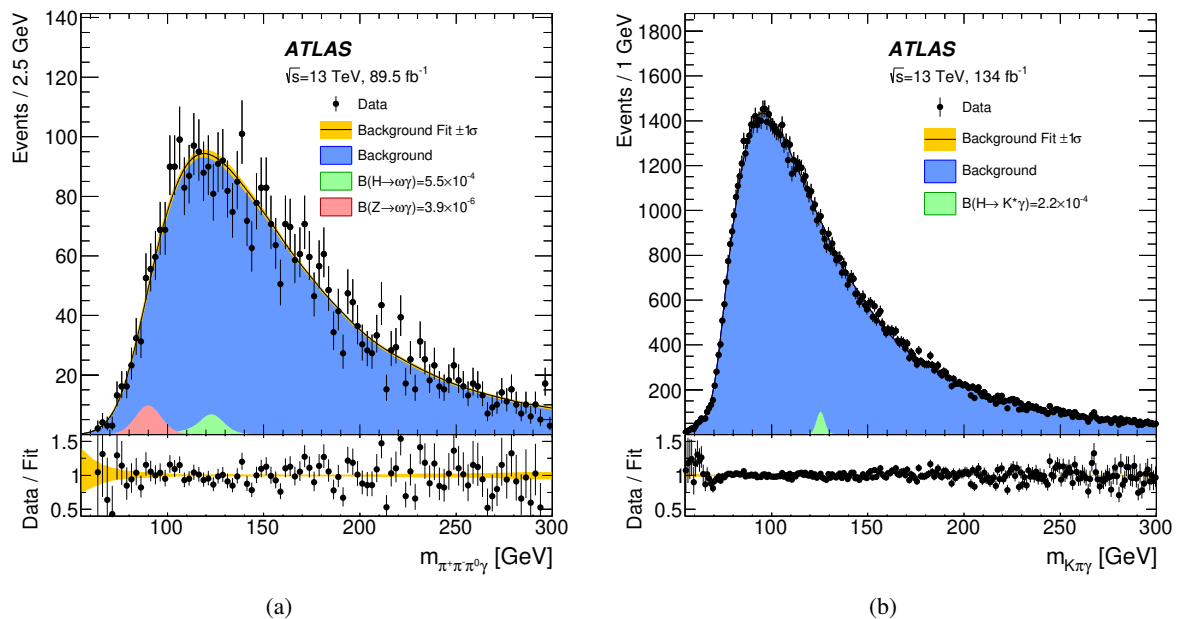 Events / 2.5 GeV
140
120
100
80
60
40
20
ATLAS
√s=13 TeV, 89.5 fb⁻¹
Data
Background Fit ±1σ
Background
B(H→ωγ)=5.5×10⁻⁴
B(Z→ωγ)=3.9×10⁻⁶
Data / Fit
1.5
1
0.5
100 150 200 250 300
m_π⁺π⁻π⁰γ [GeV]
(a)
Events / 1 GeV
1800
1600
1400
1200
1000
800
600
400
200
ATLAS
√s=13 TeV, 134 fb⁻¹
Data
Background Fit ±1σ
Background
B(H→ K*γ)=2.2×10⁻⁴
Data / Fit
1.5
1
0.5
100 150 200 250 300
m_Kπγ [GeV]
(b)